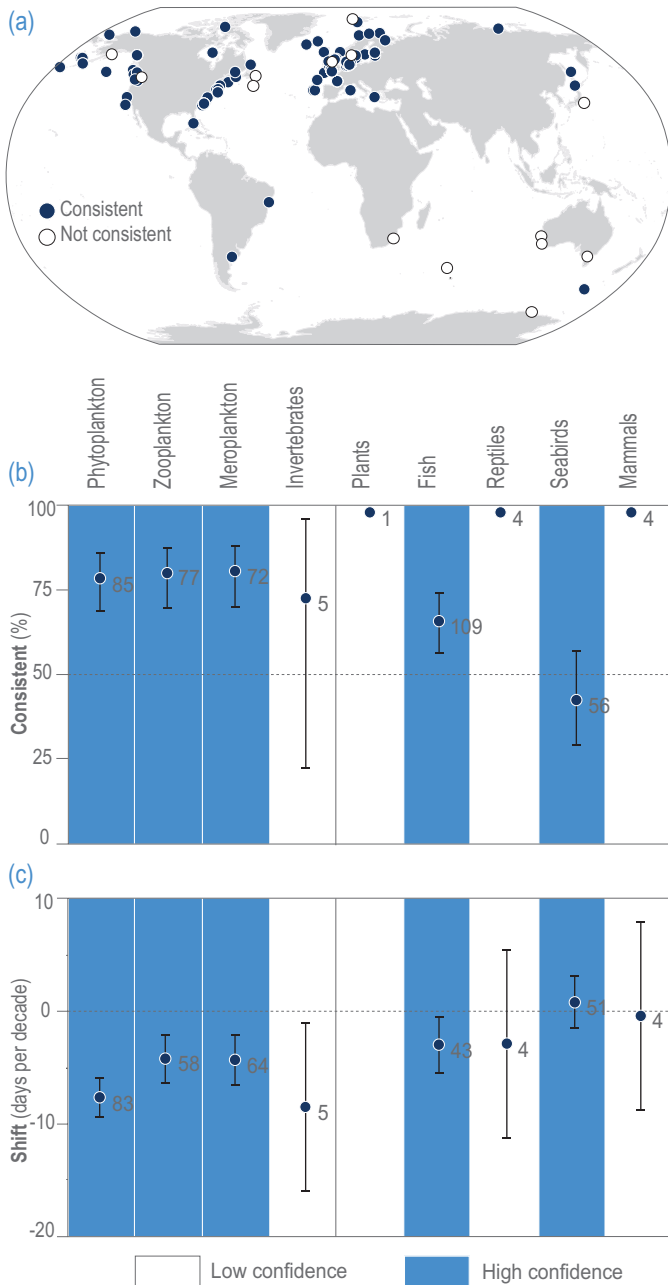 (a)
Consistent
Not consistent
Phytoplankton
Zooplankton
Meroplankton
Invertebrates
Plants
Fish
Reptiles
Seabirds
Mammals
(b)
100
75
50
25
0
Consistent (%)
85
77
72
5
1
109
4
56
4
(c)
10
0
-10
-20
Shift (days per decade)
83
58
64
5
43
4
51
4
Low confidence
High confidence